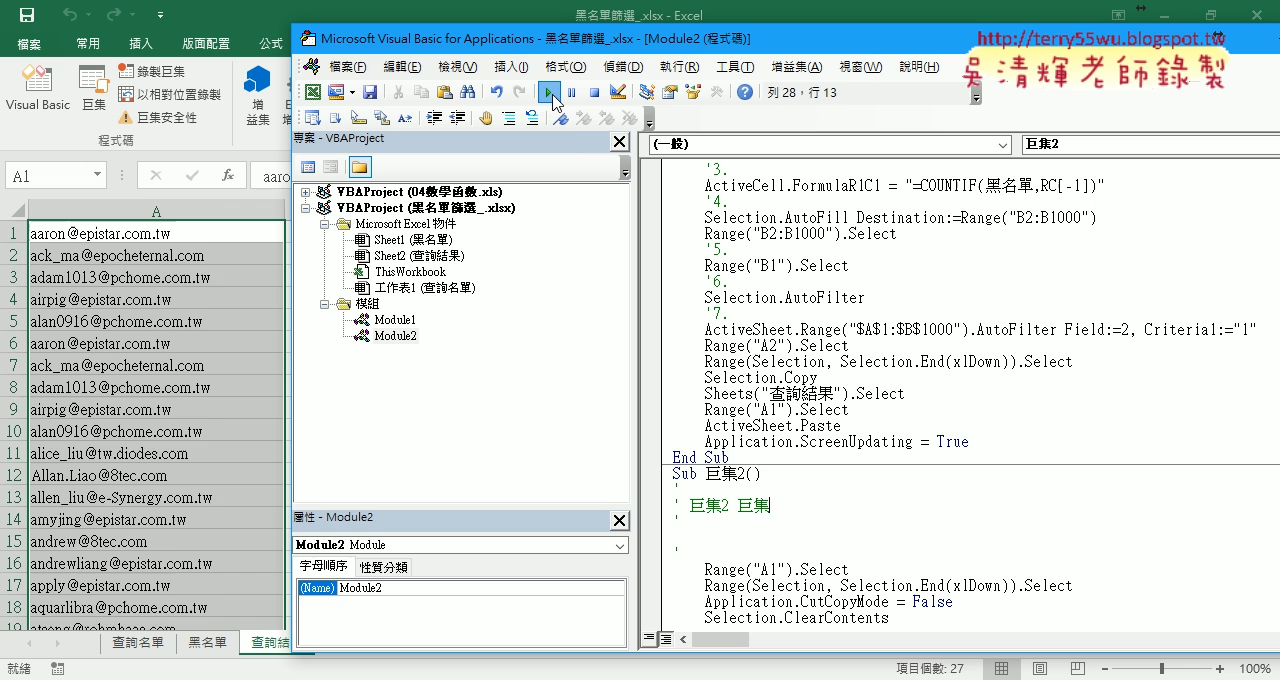 黑名單篩選_.xlsx - Excel
檔案 常用 插入 版面配置 公式
Visual Basic
巨集
錄製巨集
以相對位置錄製
巨集安全性
增
益集
程式碼
A1
fx
aaro
A
1 aaron@epistar.com.tw
2 ack_ma@epocheternal.com
3 adam1013@pchome.com.tw
4 airpig@epistar.com.tw
5 alan0916@pchome.com.tw
6 aaron@epistar.com.tw
7 ack_ma@epocheternal.com
8 adam1013@pchome.com.tw
9 airpig@epistar.com.tw
10 alan0916@pchome.com.tw
11 alice_liu@tw.diodes.com
12 Allan.Liao@8tec.com
13 allen_liu@e-Synergy.com.tw
14 amyjing@epistar.com.tw
15 andrew@8tec.com
16 andrewliang@epistar.com.tw
17 apply@epistar.com.tw
18 aquarlibra@pchome.com.tw
查詢名單 黑名單 查詢結
就緒
項目個數: 27
100%
Microsoft Visual Basic for Applications - 黑名單篩選_.xlsx - [Module2 (程式碼)]
http://terry55wu.blogspot.tw
吳清輝老師錄製
格式(O) 偵錯(D) 執行(R) 工具(T) 增益集(A) 視窗(W) 說明(H)
列 28，行 13
專案 - VBAProject
VBAProject (04數學函數.xls)
VBAProject (黑名單篩選_.xlsx)
Microsoft Excel 物件
Sheet1 (黑名單)
Sheet2 (查詢結果)
ThisWorkbook
工作表1 (查詢名單)
模組
Module1
Module2
屬性 - Module2
Module2 Module
字母順序 性質分類
(Name) Module2
(一般)
巨集2
'3.
ActiveCell.FormulaR1C1 = "=COUNTIF(黑名單,RC[-1])"
'4.
Selection.AutoFill Destination:=Range("B2:B1000")
Range("B2:B1000").Select
'5.
Range("B1").Select
'6.
Selection.AutoFilter
'7.
ActiveSheet.Range("$A$1:$B$1000").AutoFilter Field:=2, Criteria1:="1"
Range("A2").Select
Range(Selection, Selection.End(xlDown)).Select
Selection.Copy
Sheets("查詢結果").Select
Range("A1").Select
ActiveSheet.Paste
Application.ScreenUpdating = True
End Sub
Sub 巨集2()
'
' 巨集2 巨集
'
'
Range("A1").Select
Range(Selection, Selection.End(xlDown)).Select
Application.CutCopyMode = False
Selection.ClearContents